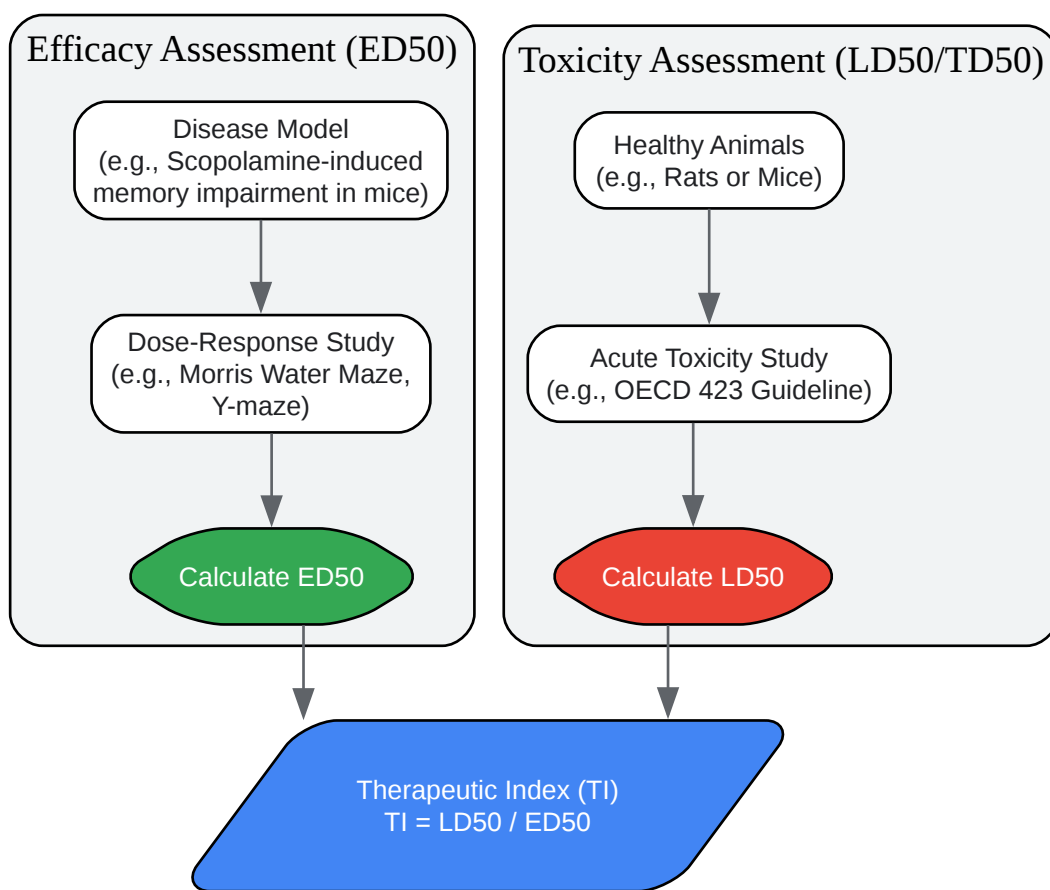 Efficacy Assessment (ED50)
Disease Model
(e.g., Scopolamine-induced
memory impairment in mice)
Dose-Response Study
(e.g., Morris Water Maze,
Y-maze)
Calculate ED50
Toxicity Assessment (LD50/TD50)
Healthy Animals
(e.g., Rats or Mice)
Acute Toxicity Study
(e.g., OECD 423 Guideline)
Calculate LD50
Therapeutic Index (TI)
TI = LD50 / ED50